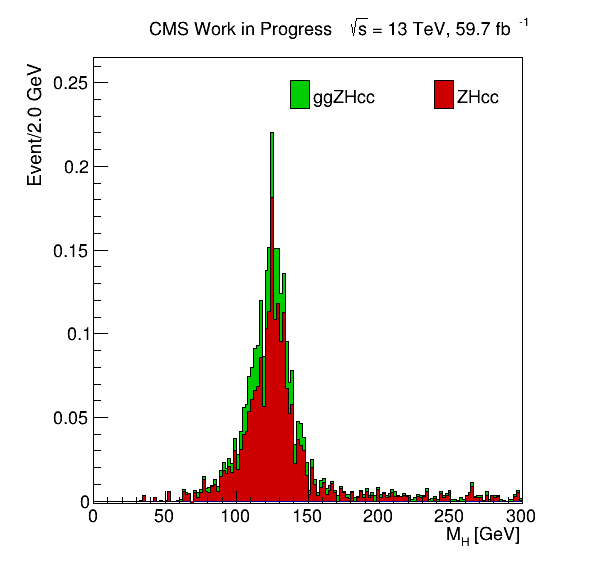 CMS Work in Progress √s = 13 TeV, 59.7 fb⁻¹
Event/2.0 GeV
ggZHcc ZHcc
0.25
0.2
0.15
0.1
0.05
0
0 50 100 150 200 250 300
M_H [GeV]